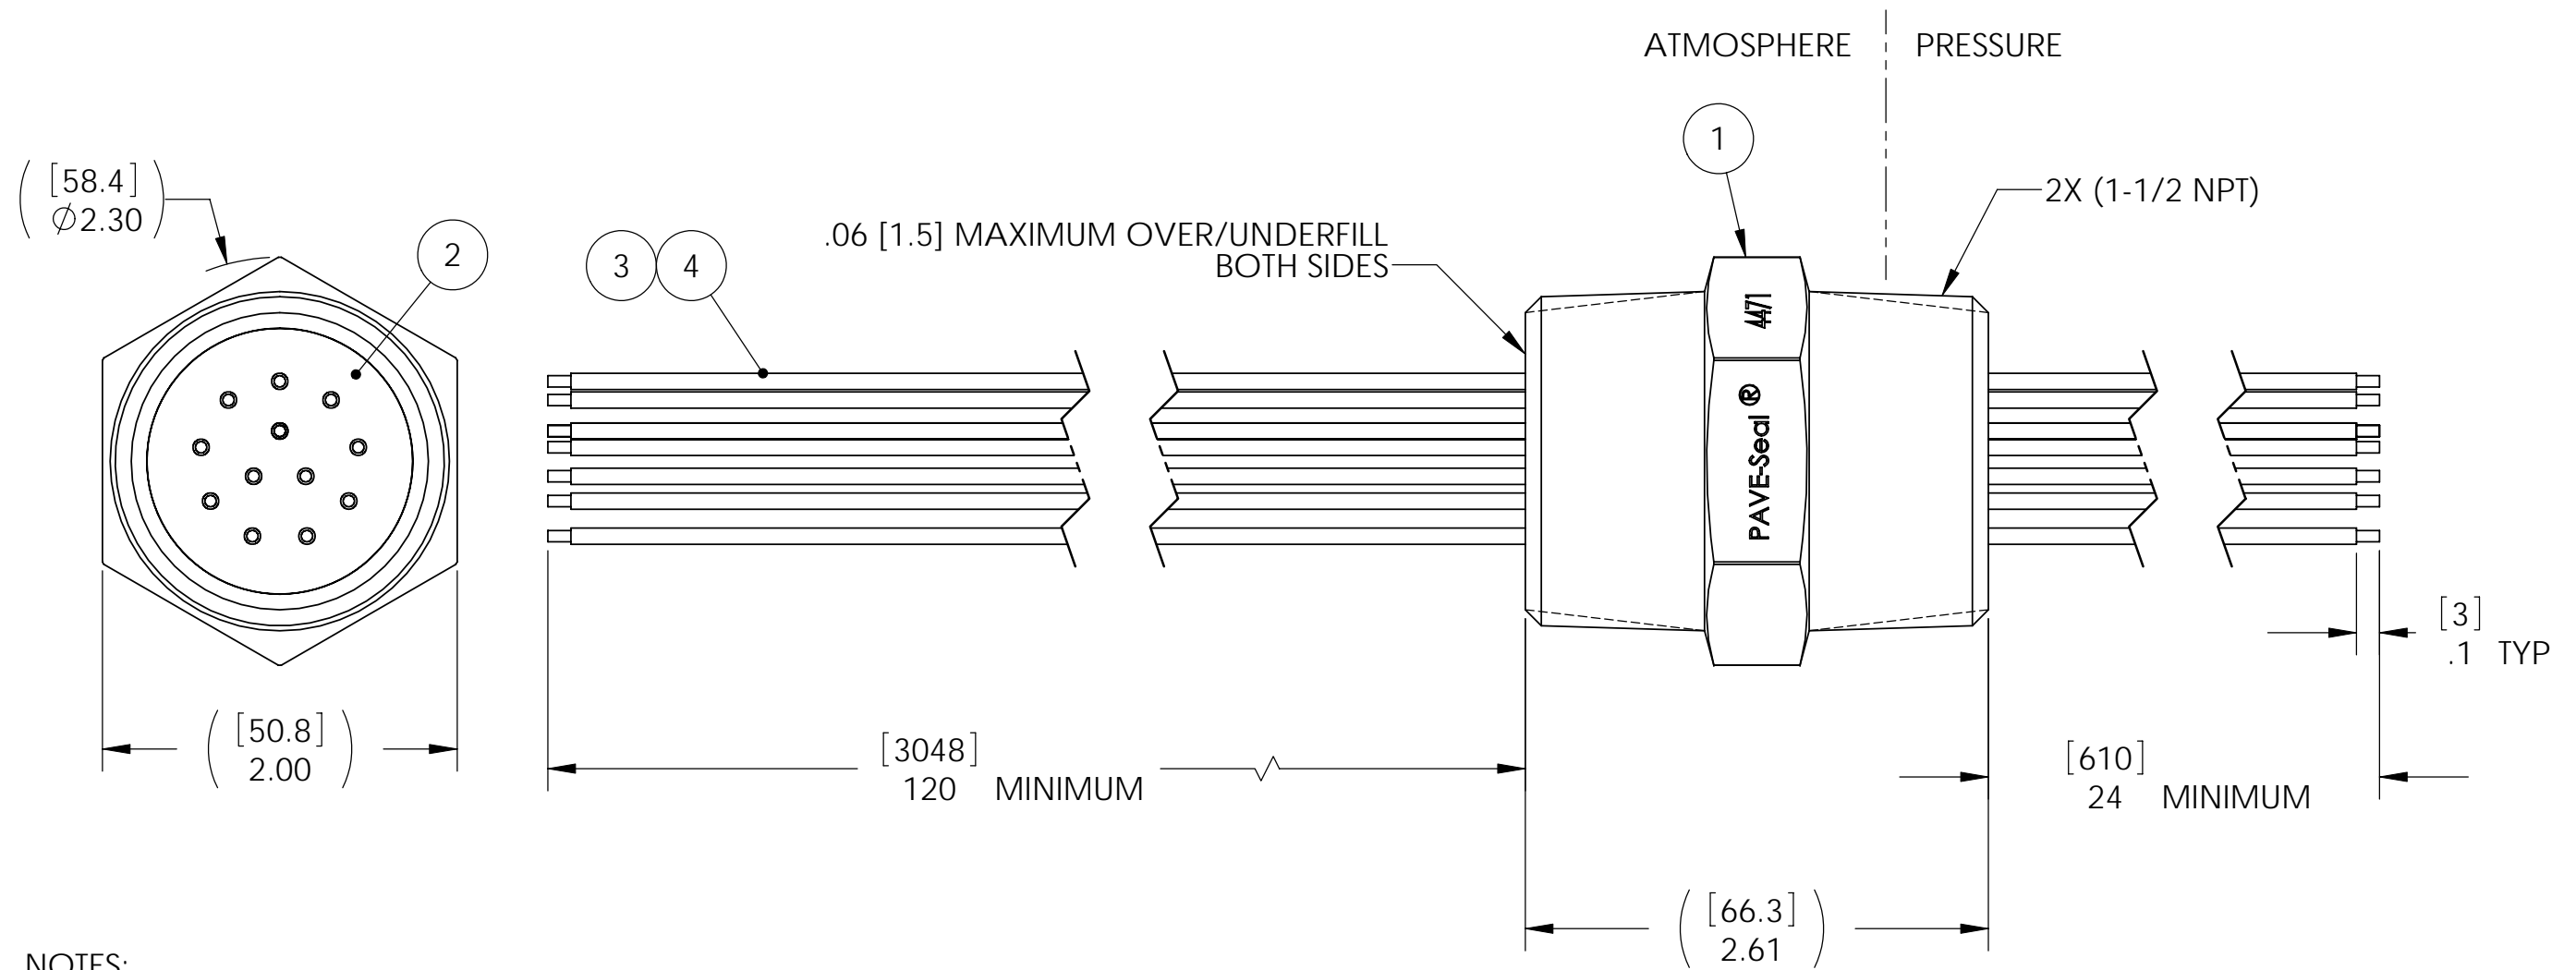 ATMOSPHERE PRESSURE
1
2X (1-1/2 NPT)
[58.4]
Ø2.30
2
3 4
.06 [1.5] MAXIMUM OVER/UNDERFILL
BOTH SIDES
4471
PAVE-Seal ®
[3]
.1 TYP
[50.8]
2.00
[3048]
120 MINIMUM
[610]
24 MINIMUM
[66.3]
2.61
NOTES: